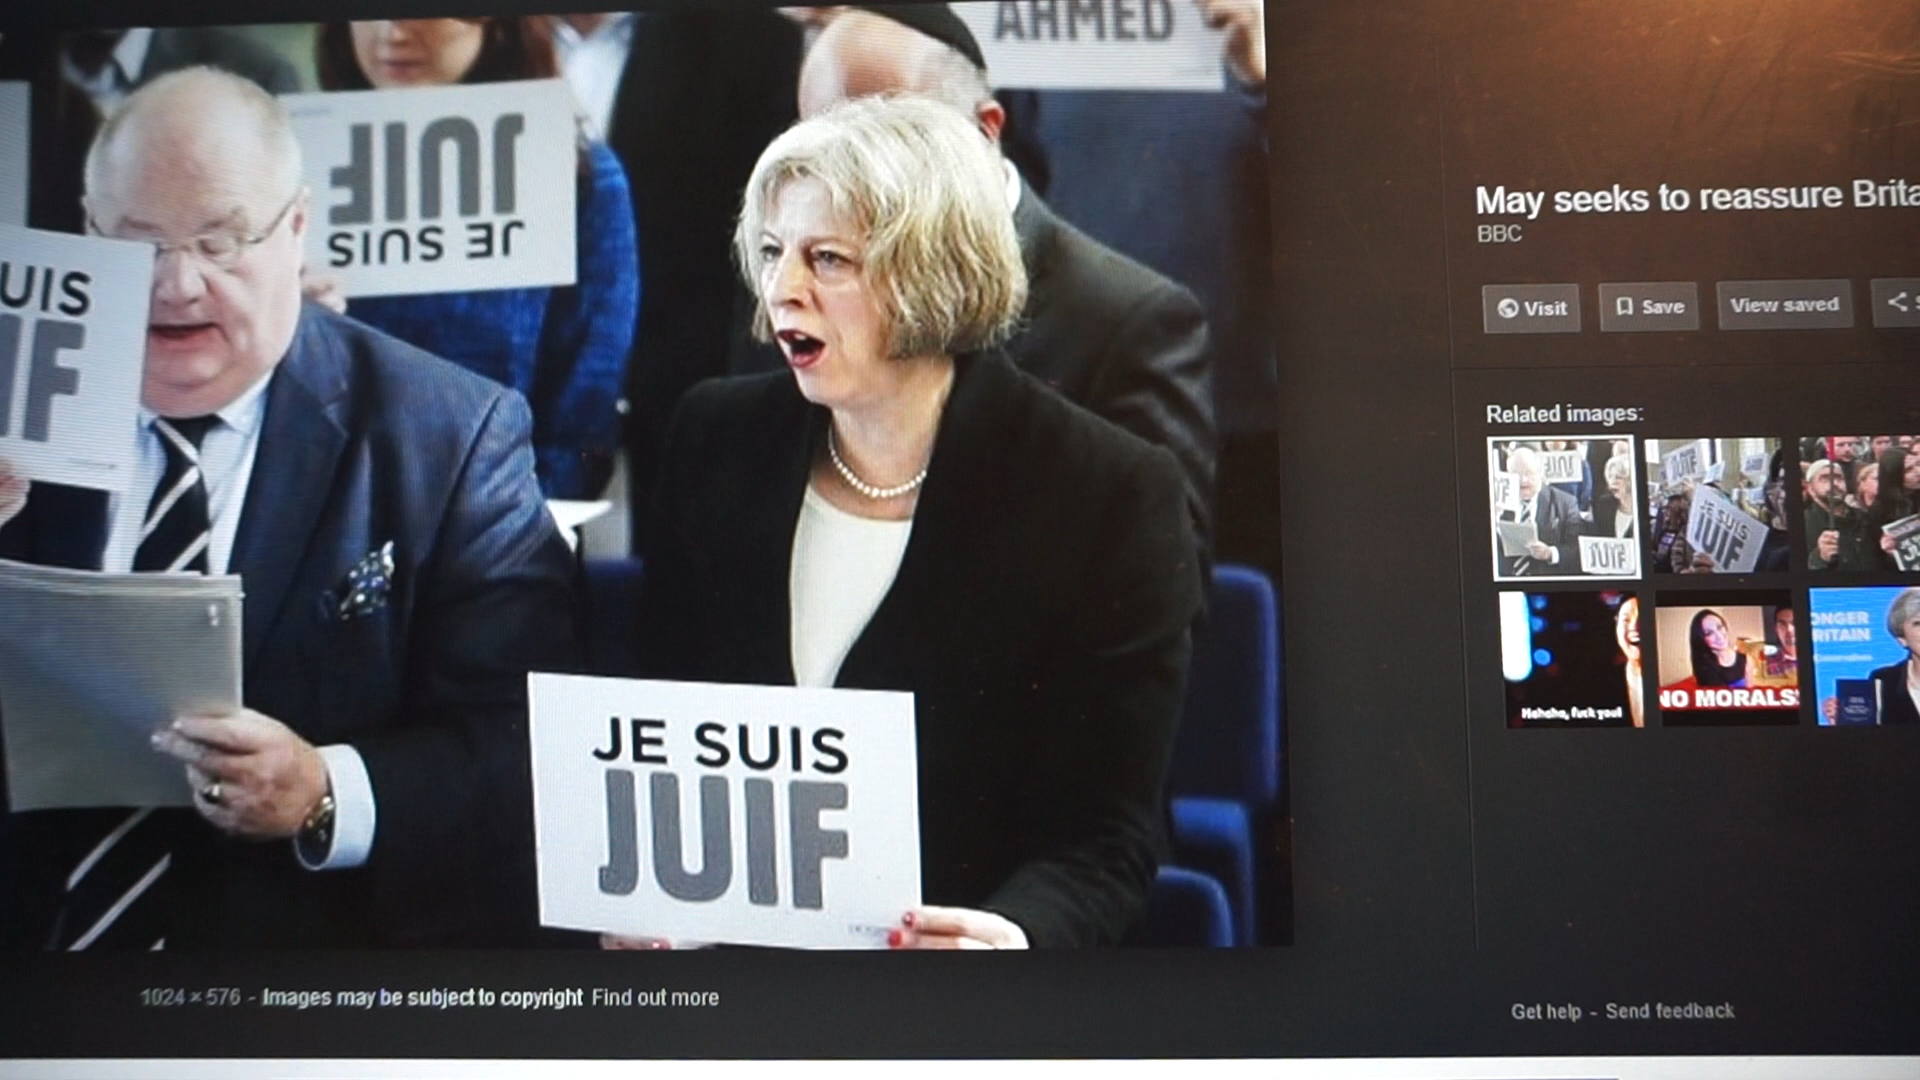 AHMED
JUIF
JE SUIS
UIS
IF
JE SUIS
JUIF
May seeks to reassure Brita
BBC
Visit
Save
View saved
S
Related images:
JUIF
JUIF
JE SUIS
JUIF
ONGER
RITAIN
Hahaha, fuck you!
NO MORALS
1024 × 576 - Images may be subject to copyright Find out more
Get help - Send feedback